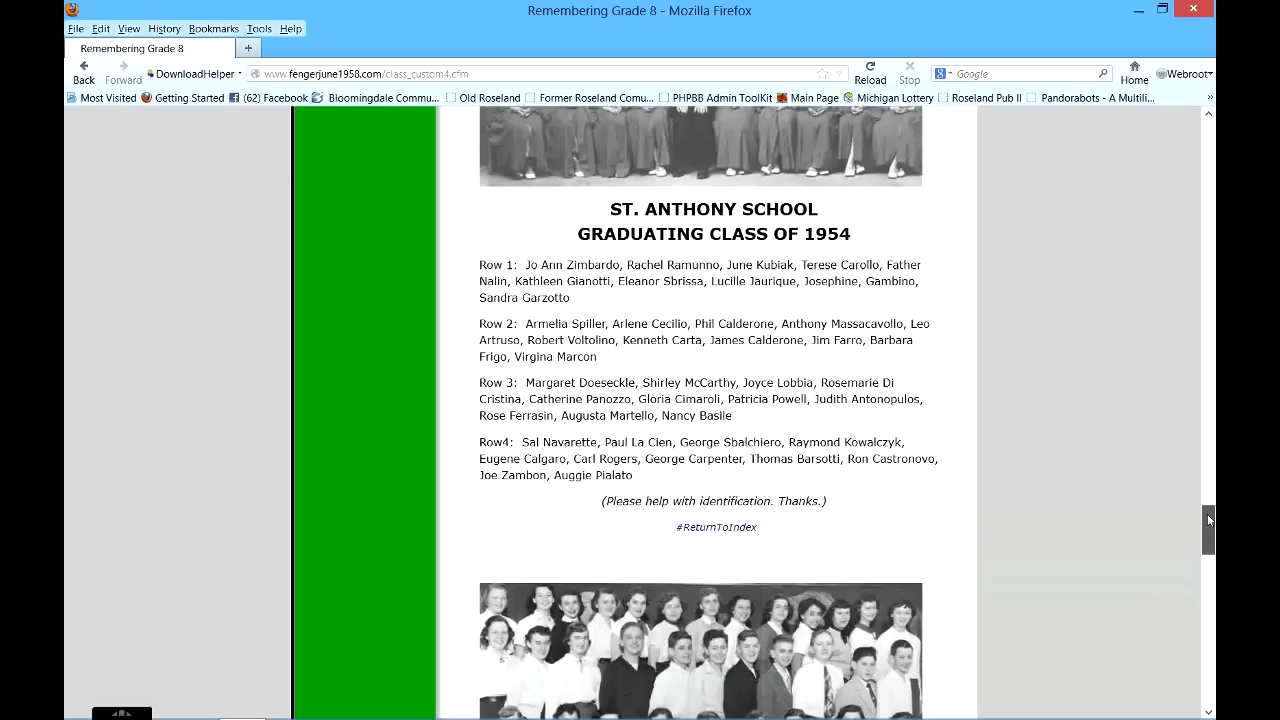 Remembering Grade 8 - Mozilla Firefox
File Edit View History Bookmarks Tools Help
Remembering Grade 8
Back Forward DownloadHelper www.fengerjune1958.com/class_custom4.cfm Reload Stop Google Home Webroot
Most Visited Getting Started (62) Facebook Bloomingdale Commu... Old Roseland Former Roseland Comu... PHPBB Admin ToolKit Main Page Michigan Lottery Roseland Pub II Pandorabots - A Multili... »
ST. ANTHONY SCHOOL
GRADUATING CLASS OF 1954
Row 1: Jo Ann Zimbardo, Rachel Ramunno, June Kubiak, Terese Carollo, Father
Nalin, Kathleen Gianotti, Eleanor Sbrissa, Lucille Jaurique, Josephine, Gambino,
Sandra Garzotto
Row 2: Armelia Spiller, Arlene Cecilio, Phil Calderone, Anthony Massacavollo, Leo
Artruso, Robert Voltolino, Kenneth Carta, James Calderone, Jim Farro, Barbara
Frigo, Virgina Marcon
Row 3: Margaret Doeseckle, Shirley McCarthy, Joyce Lobbia, Rosemarie Di
Cristina, Catherine Panozzo, Gloria Cimaroli, Patricia Powell, Judith Antonopulos,
Rose Ferrasin, Augusta Martello, Nancy Basile
Row4: Sal Navarette, Paul La Cien, George Sbalchiero, Raymond Kowalczyk,
Eugene Calgaro, Carl Rogers, George Carpenter, Thomas Barsotti, Ron Castronovo,
Joe Zambon, Auggie Pialato
(Please help with identification. Thanks.)
#ReturnToIndex